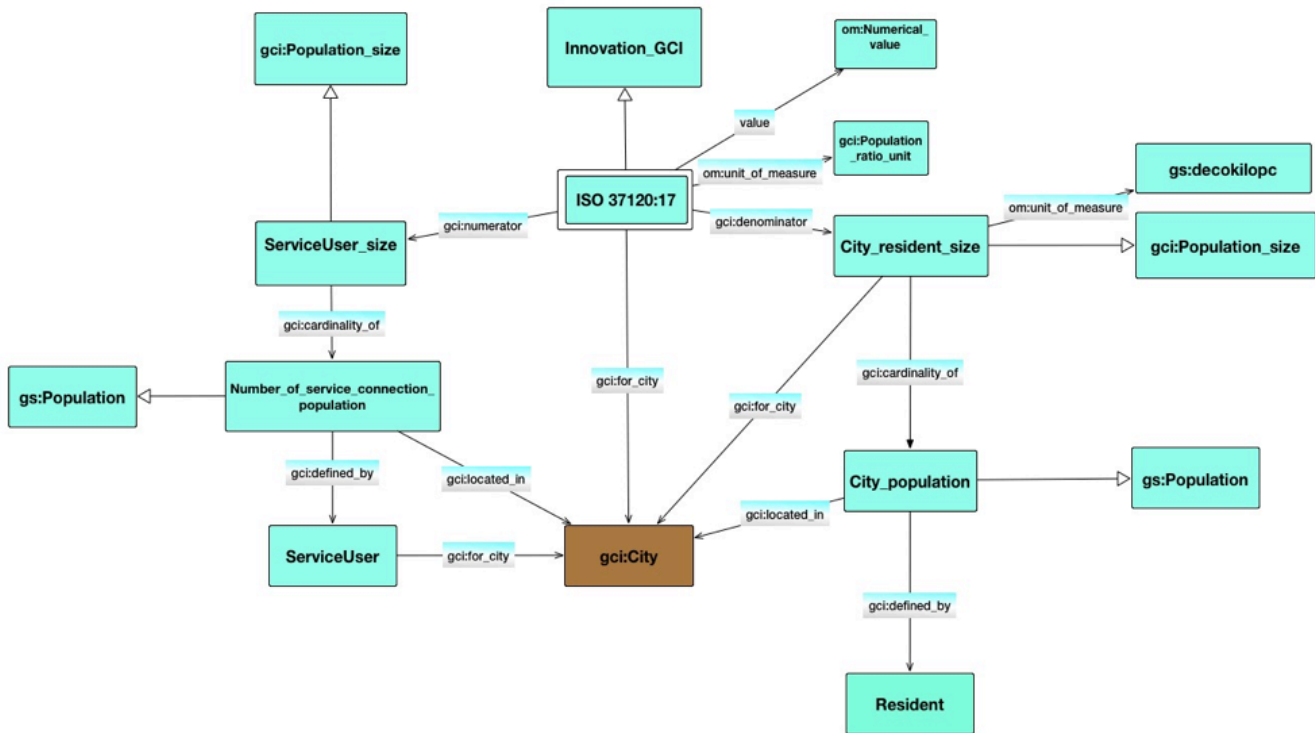 gci:Population_size
Innovation_GCI
om:Numerical_
value
value
gci:Population
_ratio_unit
om:unit_of_measure
ISO 37120:17
gs:decokilopc
om:unit_of_measure
gci:numerator
gci:denominator
ServiceUser_size
City_resident_size
gci:Population_size
gci:cardinality_of
gci:for_city
gci:cardinality_of
gs:Population
Number_of_service_connection_
population
gci:for_city
gci:defined_by
gci:located_in
City_population
gs:Population
gci:located_in
ServiceUser
gci:for_city
gci:City
gci:defined_by
Resident